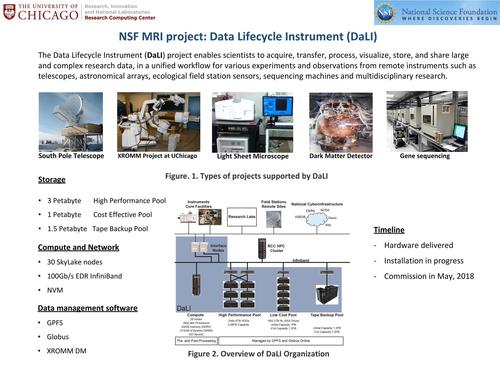 THE UNIVERSITY OF CHICAGO
Research, Innovation and National Laboratories
Research Computing Center
National Science Foundation
WHERE DISCOVERIES BEGIN
NSF MRI project: Data Lifecycle Instrument (DaLI)
The Data Lifecycle Instrument (DaLI) project enables scientists to acquire, transfer, process, visualize, store, and share large
and complex research data, in a unified workflow for various experiments and observations from remote instruments such as
telescopes, astronomical arrays, ecological field station sensors, sequencing machines and multidisciplinary research.
South Pole Telescope
XROMM Project at UChicago
Light Sheet Microscope
Dark Matter Detector
Gene sequencing
Figure. 1. Types of projects supported by DaLI
Storage
• 3 Petabyte High Performance Pool
• 1 Petabyte Cost Effective Pool
• 1.5 Petabyte Tape Backup Pool
Compute and Network
• 30 SkyLake nodes
• 100Gb/s EDR InfiniBand
• NVM
Data management software
• GPFS
• Globus
• XROMM DM
Instruments
Core Facilities
Field Stations
Remote Sites
National Cyberinfrastructure
Research Labs
Interface
Nodes
RCC HPC
Cluster
Infiniband
DaLI
Compute
High Performance Pool
Low Cost Pool
Tape Backup Pool
Pre- and Post-Processing
Managed by GPFS and Globus Online
Figure 2. Overview of DaLI Organization
Timeline
- Hardware delivered
- Installation in progress
- Commission in May, 2018